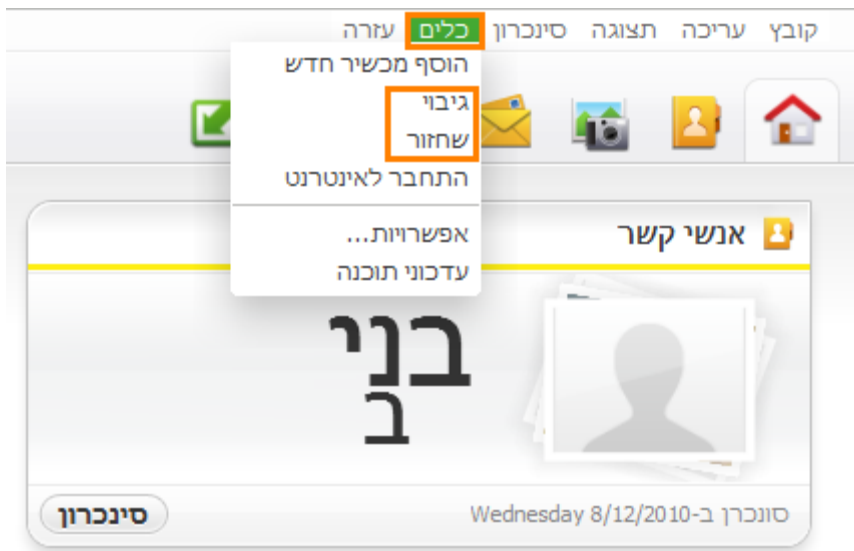 קובץ עריכה תצוגה סינכרון כלים עזרה
הוסף מכשיר חדש
גיבוי
שחזור
התחבר לאינטרנט
אפשרויות...
עדכוני תוכנה
אנשי קשר
בני
ב
סונכרן ב-Wednesday 8/12/2010
סינכרון